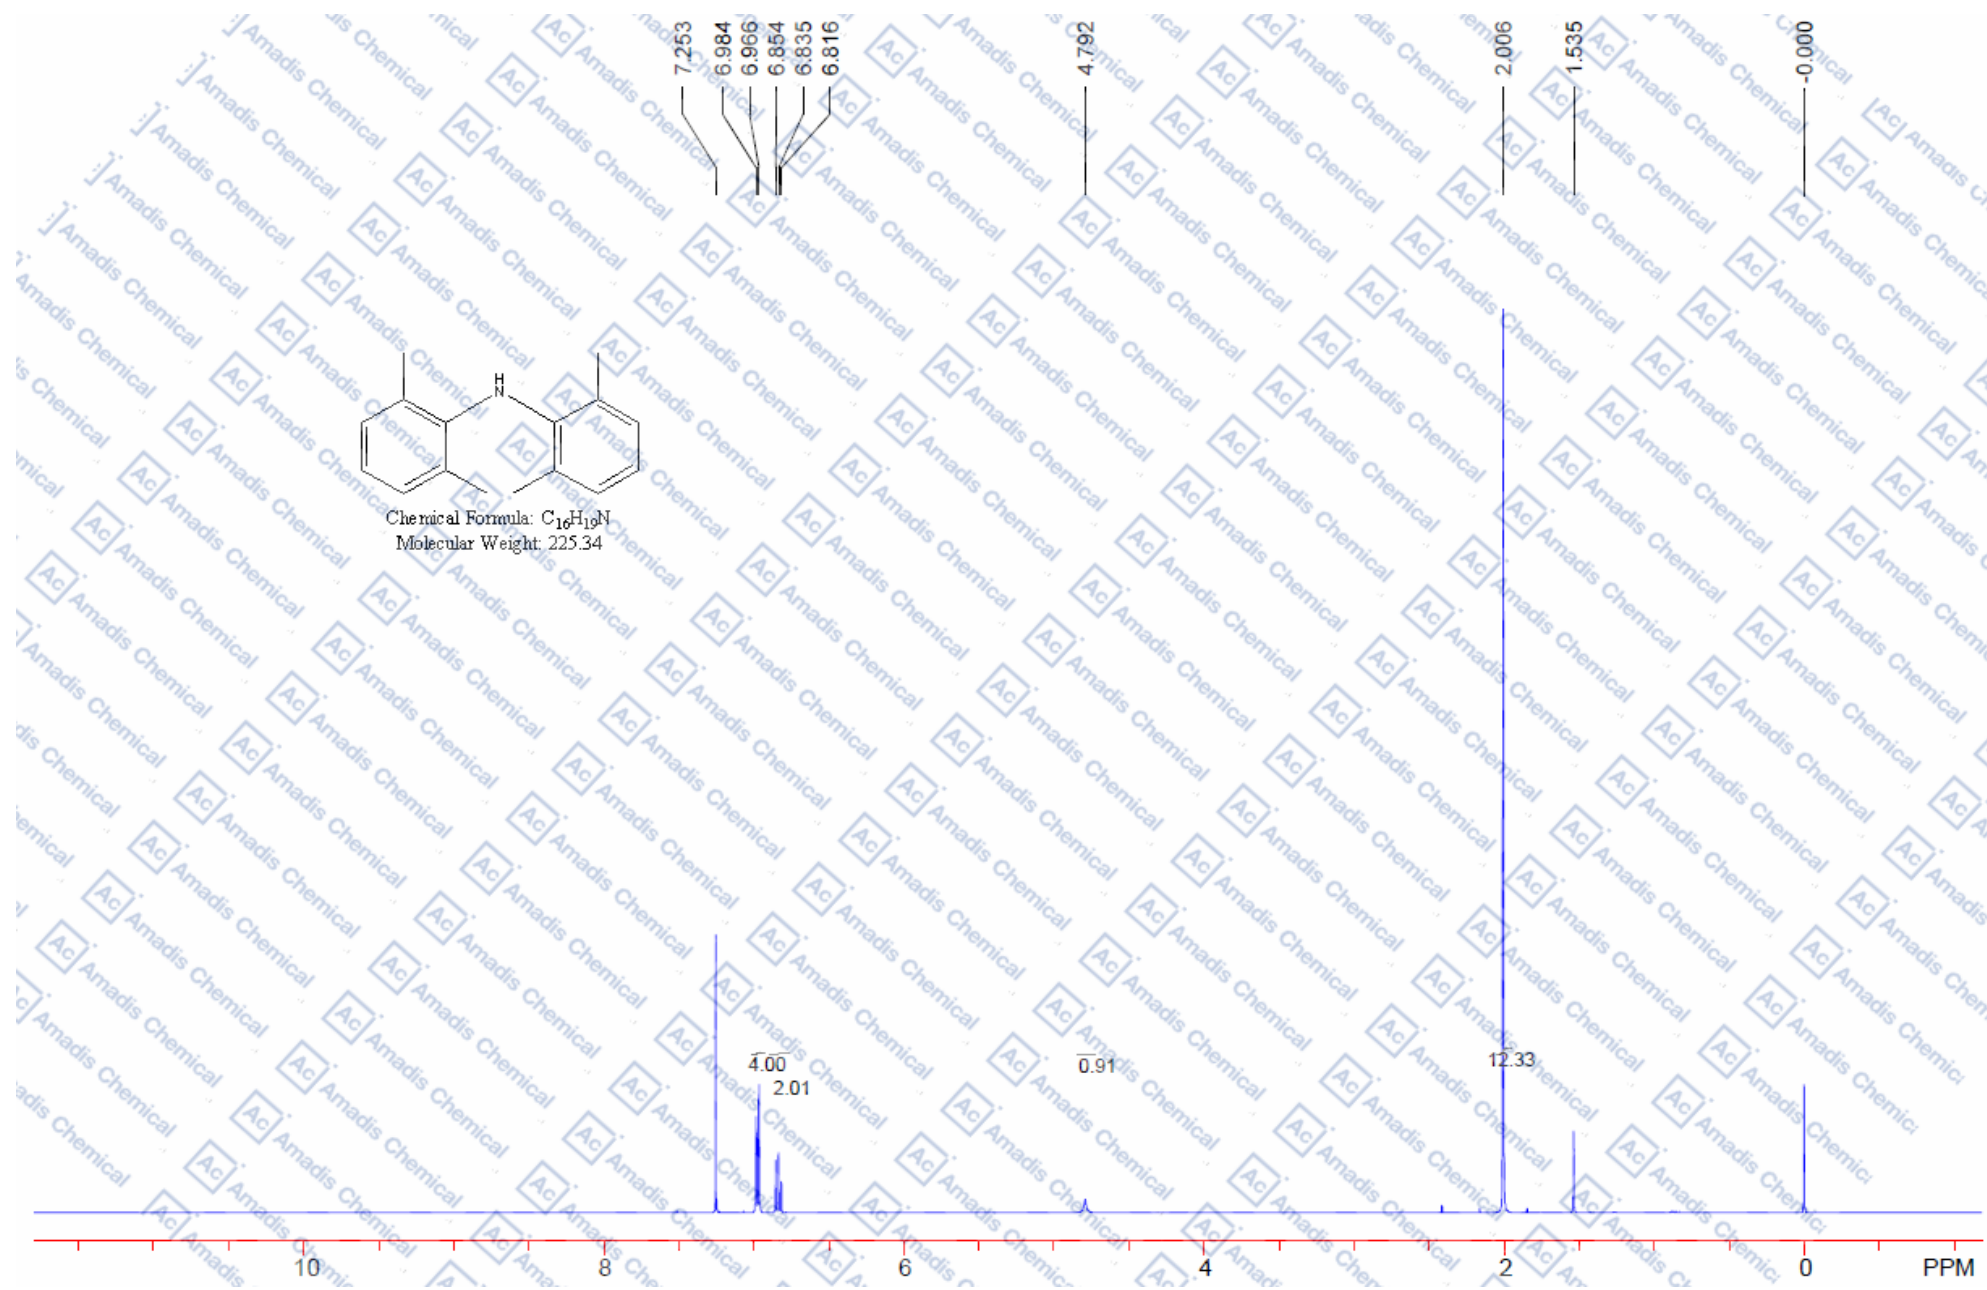 7.253
6.984
6.966
6.854
6.835
6.816
4.792
2.006
1.535
-0.000
H
N
Chemical Formula: C₁₆H₁₉N
Molecular Weight: 225.34
4.00
2.01
0.91
12.33
10 8 6 4 2 0 PPM
Ac Amadis Chemical